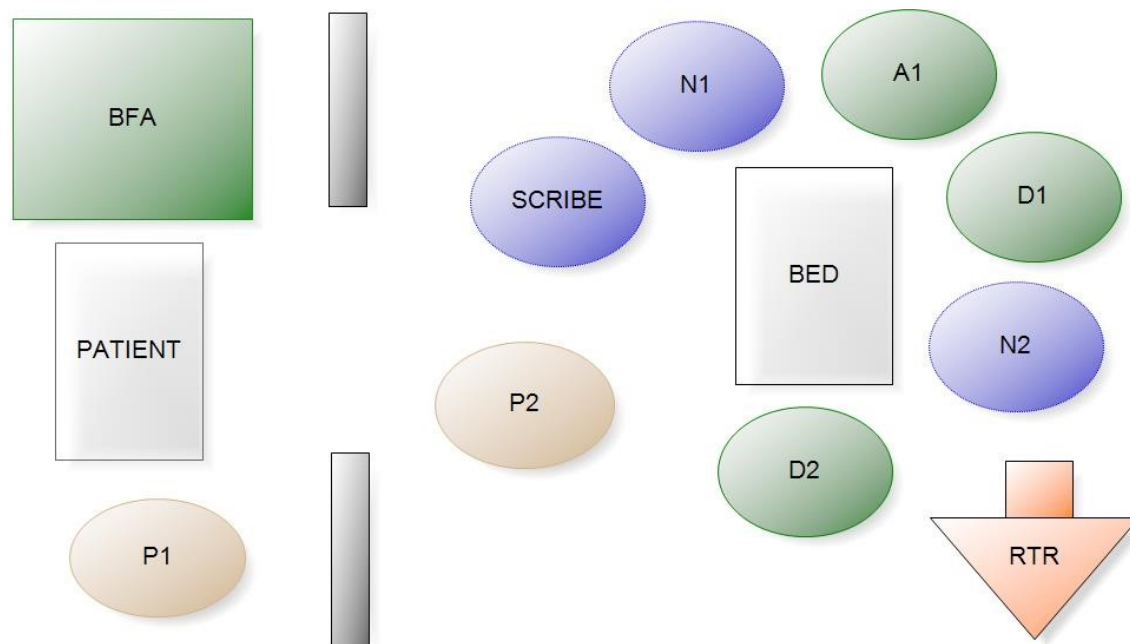 BFA
N1
A1
SCRIBE
D1
BED
PATIENT
N2
P2
D2
P1
RTR